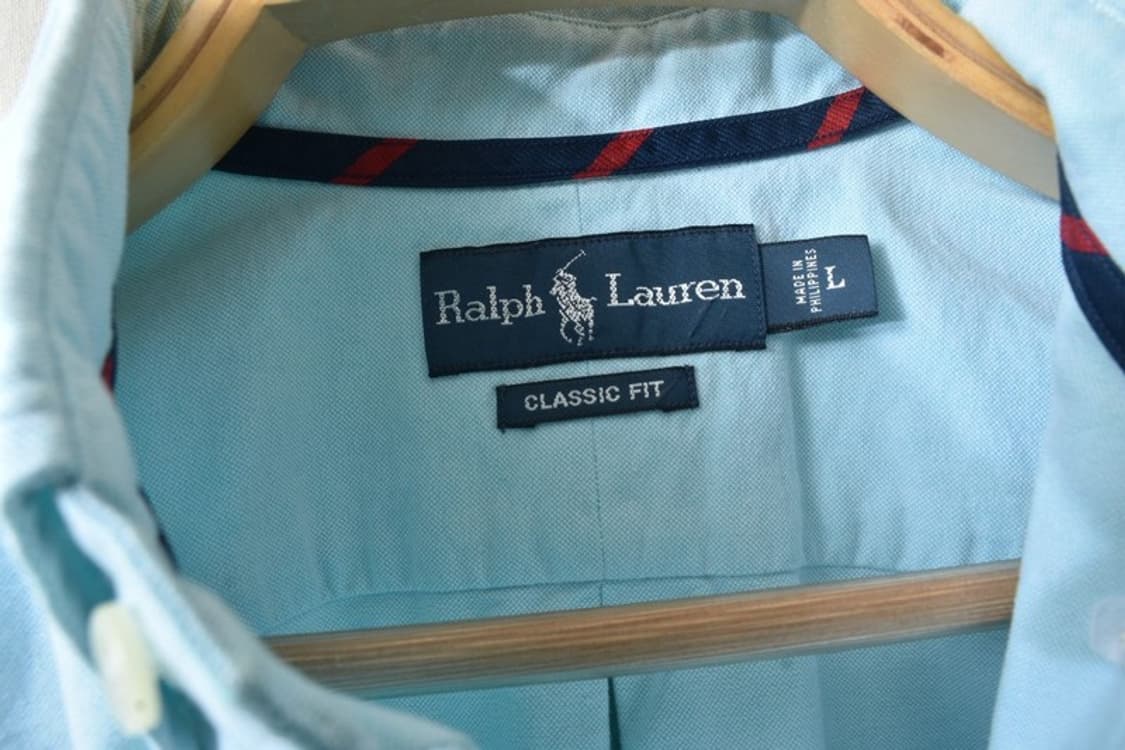 Ralph Lauren
MADE IN
PHILIPPINES
L
CLASSIC FIT